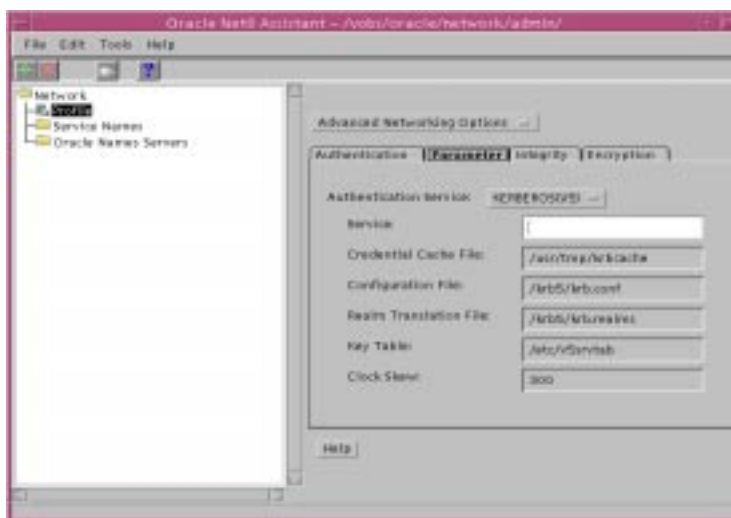 Oracle Net8 Assistant - /vobs/oracle/network/admin/
File Edit Tools Help
Network
Profile
Service Names
Oracle Names Servers
Advanced Networking Options
Authentication Parameter Integrity Encryption
Authentication Service: KERBEROS(V5)
Service:
Credential Cache File: /usr/tmp/krbcache
Configuration File: /krb5/krb.conf
Realm Translation File: /krb5/krb.realms
Key Table: /etc/v5srvtab
Clock Skew: 300
Help